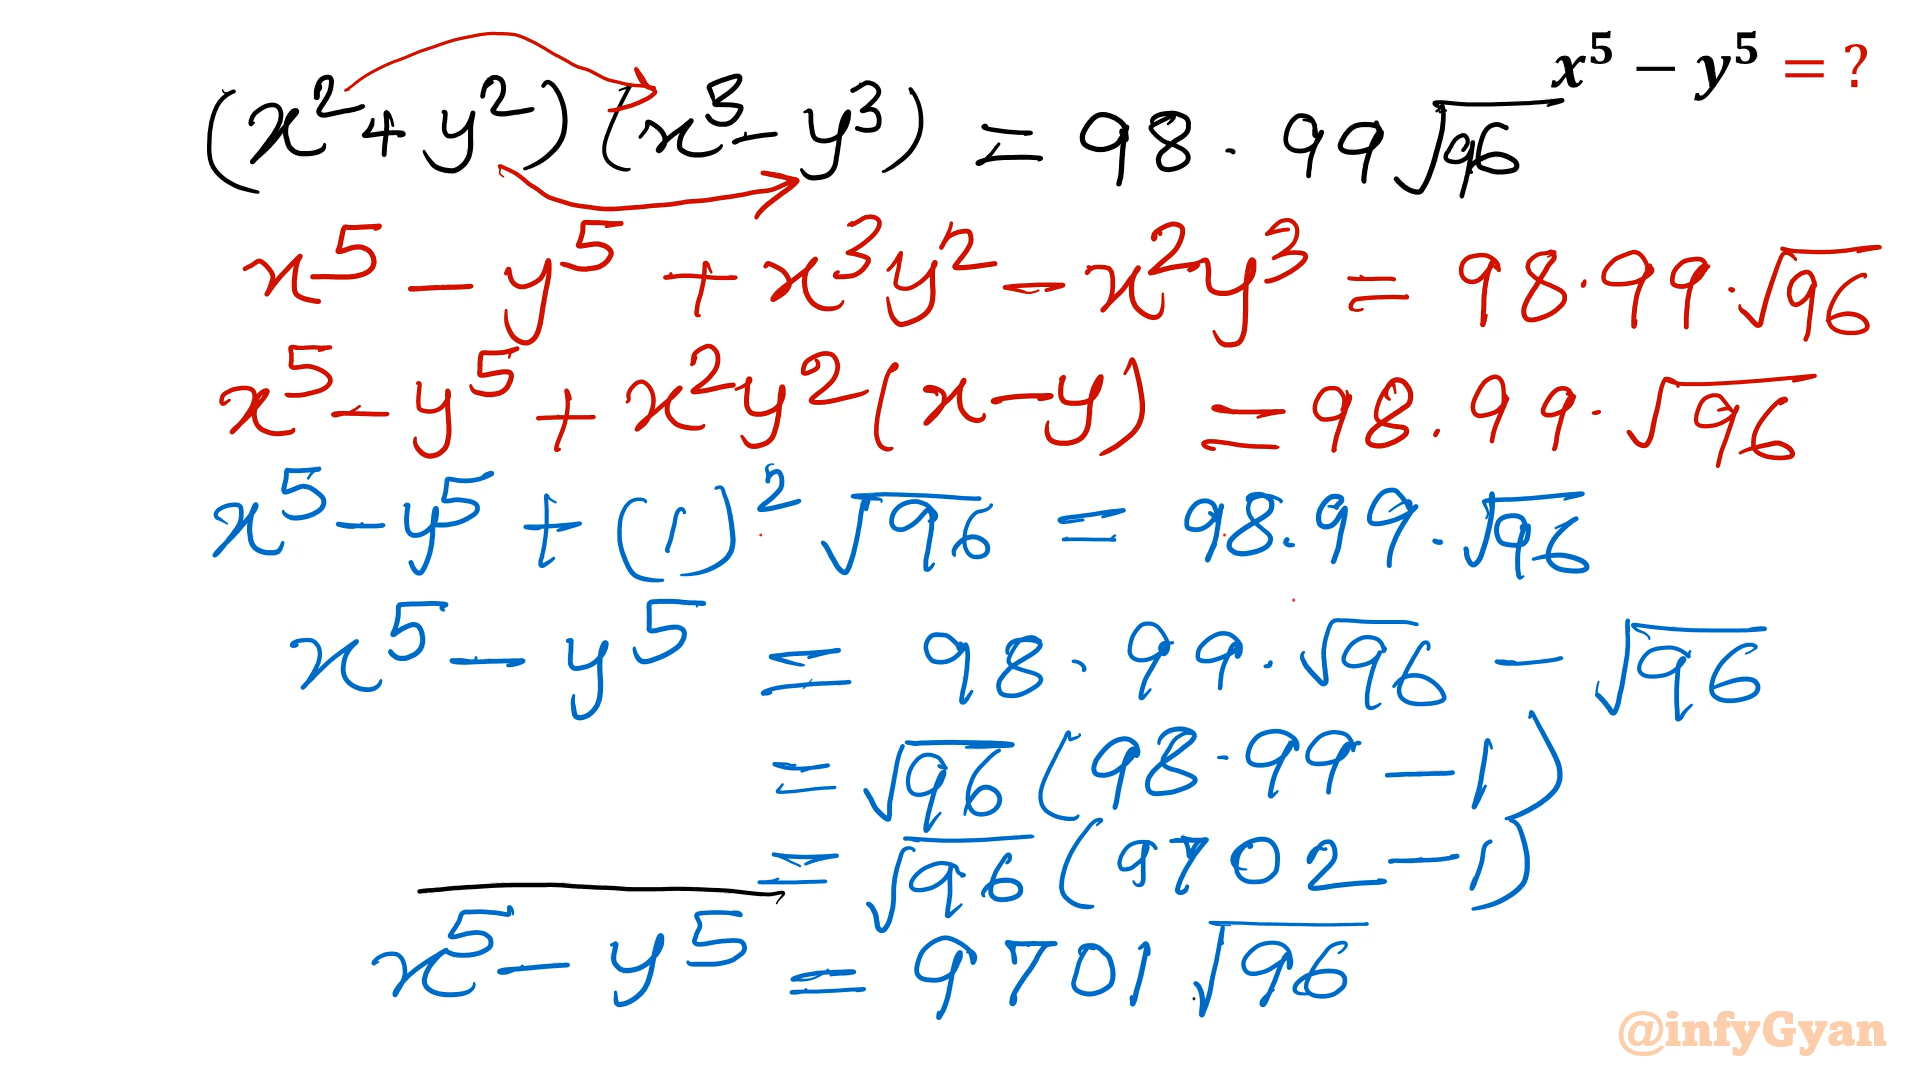 x⁵ − y⁵ = ?
(x² + y²)(x³ − y³) = 98 · 99√96
x⁵ − y⁵ + x³y² − x²y³ = 98 · 99 · √96
x⁵ − y⁵ + x²y²(x − y) = 98 . 99 · √96
x⁵ − y⁵ + (1)² √96 = 98 . 99 · √96
x⁵ − y⁵ = 98 · 99 · √96 − √96
= √96 (98 · 99 − 1)
= √96 (9702 − 1)
x⁵ − y⁵ = 9701 √96
@infyGyan